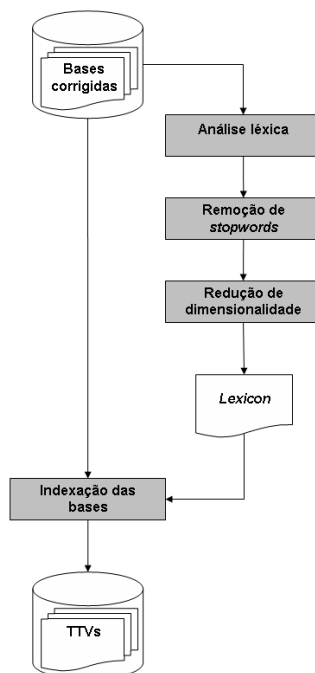 Bases
corrigidas
Análise léxica
Remoção de
stopwords
Redução de
dimensionalidade
Lexicon
Indexação das
bases
TTVs